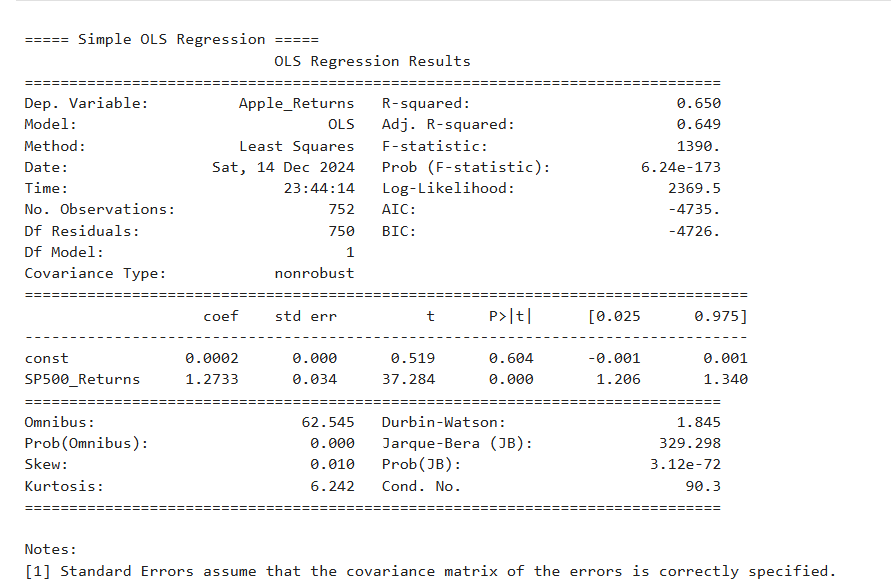 ===== Simple OLS Regression =====
                            OLS Regression Results
==============================================================================
Dep. Variable:          Apple_Returns   R-squared:                       0.650
Model:                            OLS   Adj. R-squared:                  0.649
Method:                 Least Squares   F-statistic:                     1390.
Date:                Sat, 14 Dec 2024   Prob (F-statistic):          6.24e-173
Time:                        23:44:14   Log-Likelihood:                 2369.5
No. Observations:                 752   AIC:                            -4735.
Df Residuals:                     750   BIC:                            -4726.
Df Model:                           1
Covariance Type:            nonrobust
=================================================================================
                    coef    std err          t      P>|t|      [0.025      0.975]
---------------------------------------------------------------------------------
const             0.0002      0.000      0.519      0.604      -0.001       0.001
SP500_Returns     1.2733      0.034     37.284      0.000       1.206       1.340
==============================================================================
Omnibus:                       62.545   Durbin-Watson:                   1.845
Prob(Omnibus):                  0.000   Jarque-Bera (JB):              329.298
Skew:                           0.010   Prob(JB):                     3.12e-72
Kurtosis:                       6.242   Cond. No.                         90.3
==============================================================================
Notes:
[1] Standard Errors assume that the covariance matrix of the errors is correctly specified.